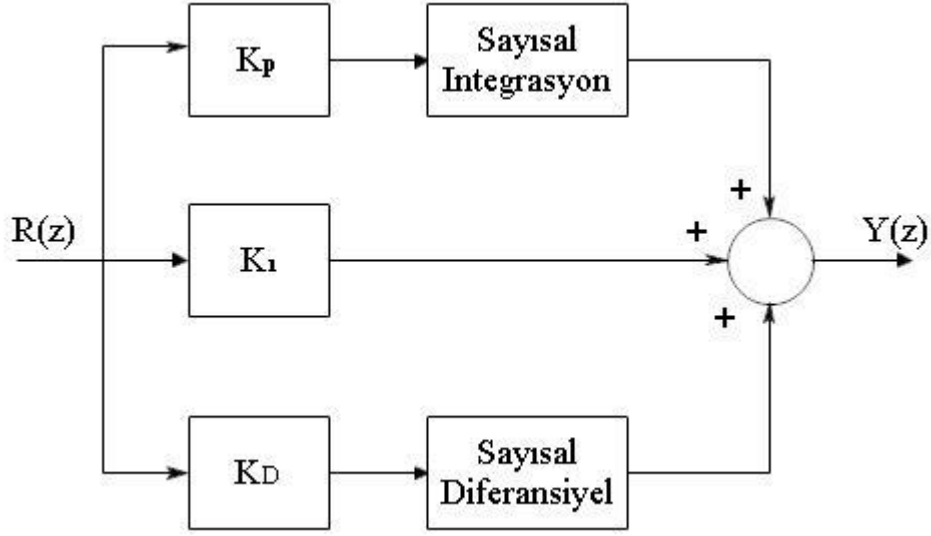 Kp
Sayısal
Integrasyon
+
R(z)
K1
+
Y(z)
+
KD
Sayısal
Diferansiyel